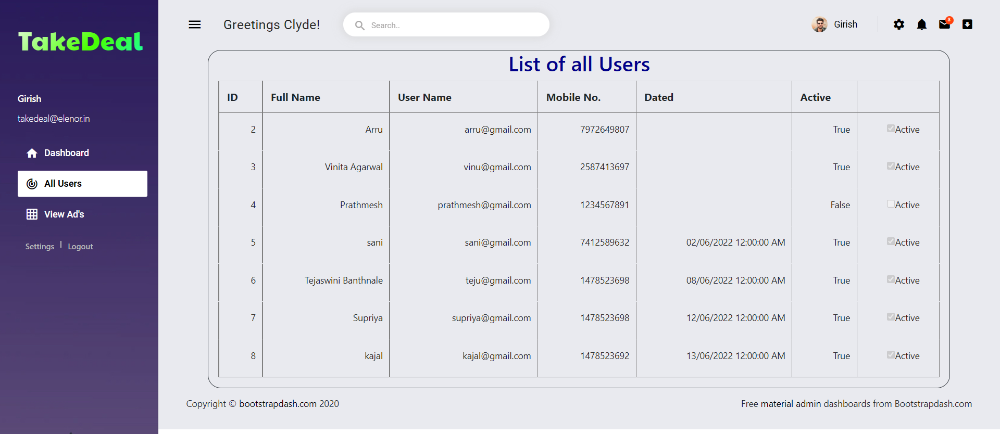 TakeDeal
Girish
takedeal@elenor.in
Dashboard
All Users
View Ad's
Settings | Logout
Greetings Clyde!
Search..
Girish
3
List of all Users
ID Full Name User Name Mobile No. Dated Active
2 Arru arru@gmail.com 7972649807 True Active
3 Vinita Agarwal vinu@gmail.com 2587413697 True Active
4 Prathmesh prathmesh@gmail.com 1234567891 False Active
5 sani sani@gmail.com 7412589632 02/06/2022 12:00:00 AM True Active
6 Tejaswini Banthnale teju@gmail.com 1478523698 08/06/2022 12:00:00 AM True Active
7 Supriya supriya@gmail.com 1478523698 12/06/2022 12:00:00 AM True Active
8 kajal kajal@gmail.com 1478523692 13/06/2022 12:00:00 AM True Active
Copyright © bootstrapdash.com 2020
Free material admin dashboards from Bootstrapdash.com